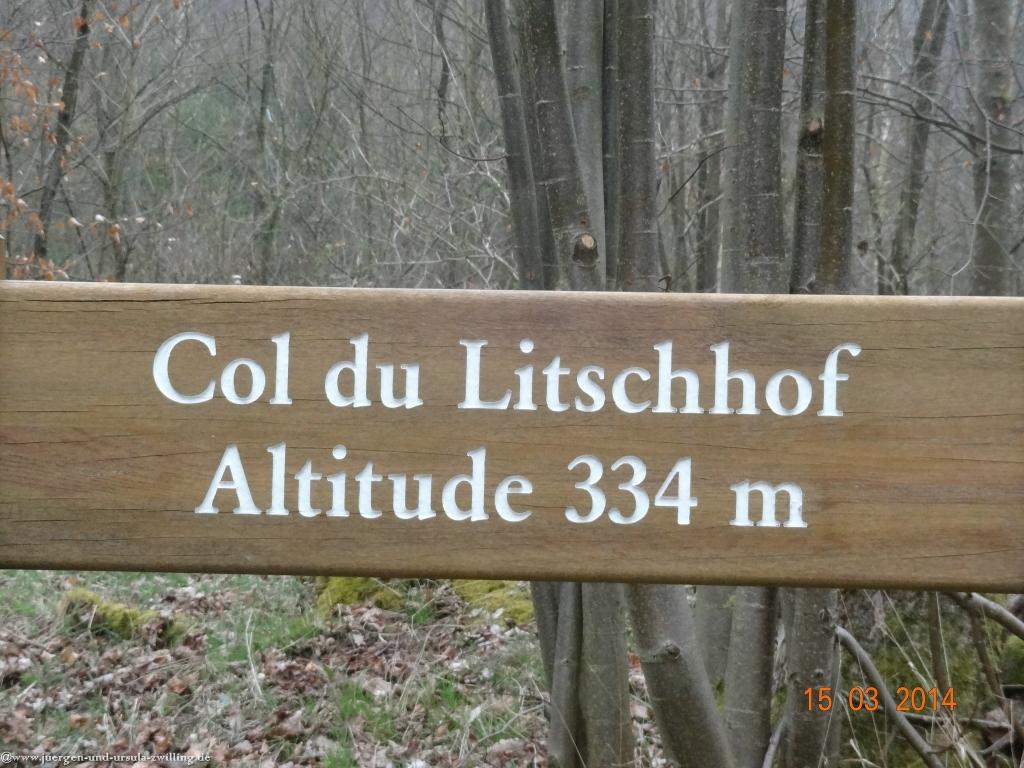 Col du Litschhof
Altitude 334 m
15 03 2014
@www.juergen-und-ursula-zwilling.de